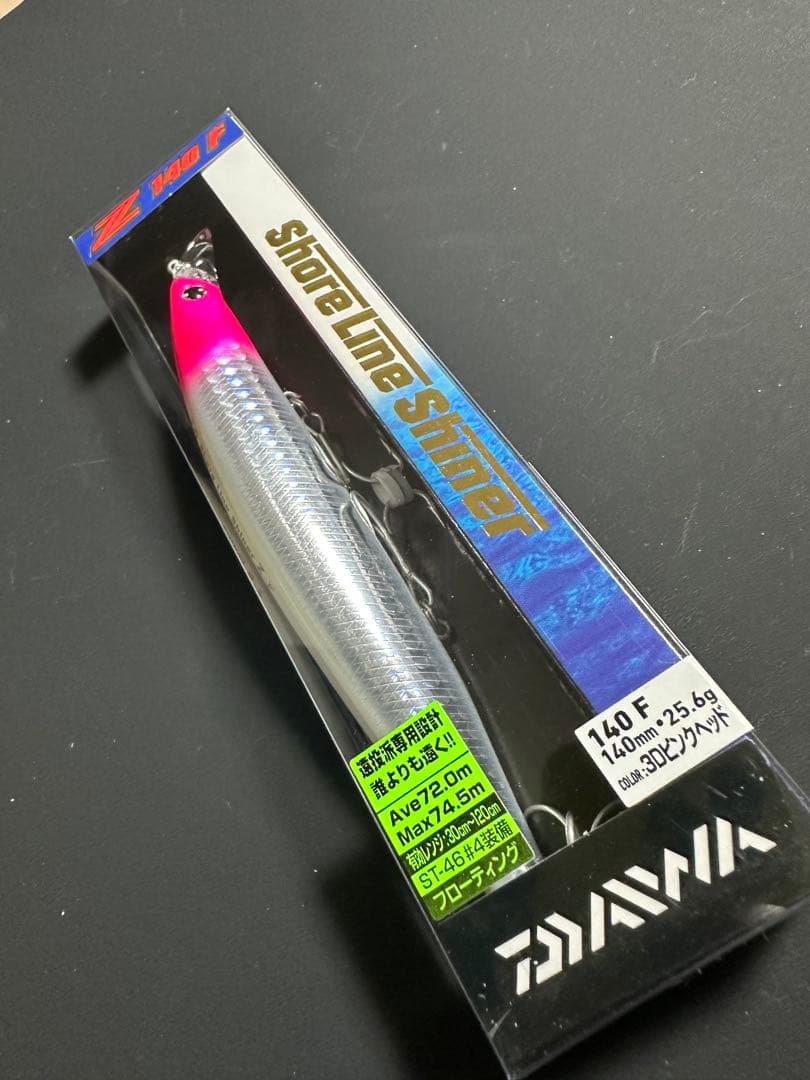 Z 140 F
Shore Line Shiner
遠投派専用設計
誰よりも遠く!!
Ave72.0m
Max74.5m
有効レンジ:30cm~120cm
ST-46 #4装備
フローティング
140 F
140mm・25.6g
COLOR:3Dピンクヘッド
DAIWA